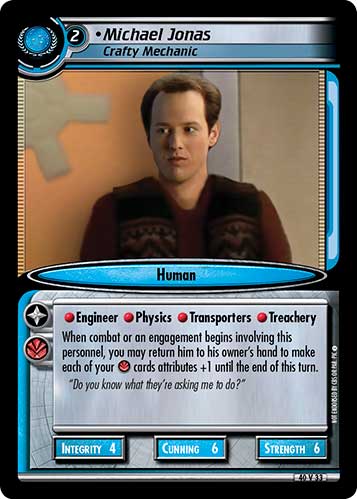 2
•Michael Jonas
Crafty Mechanic
Human
Engineer Physics Transporters Treachery
When combat or an engagement begins involving this
personnel, you may return him to his owner's hand to
make each of your cards attributes +1 until the end of this turn.
"Do you know what they're asking me to do?"
INTEGRITY 4 CUNNING 6 STRENGTH 6
40 V 33